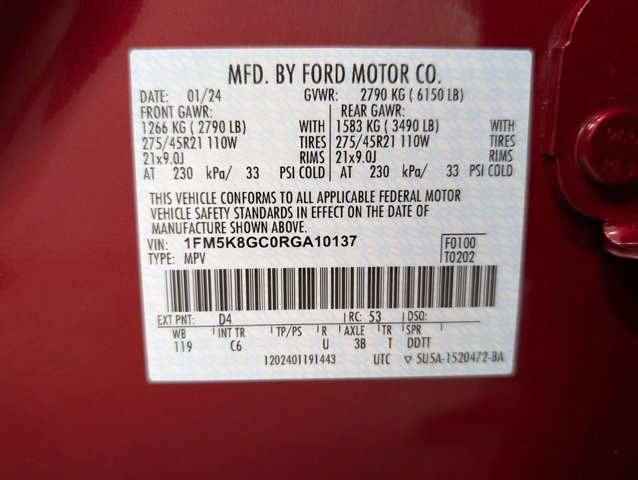 MFD. BY FORD MOTOR CO.
DATE: 01/24 GVWR: 2790 KG ( 6150 LB)
FRONT GAWR: REAR GAWR:
1266 KG ( 2790 LB) WITH 1583 KG ( 3490 LB) WITH
275/45R21 110W TIRES 275/45R21 110W TIRES
21x9.0J RIMS 21x9.0J RIMS
AT 230 kPa/ 33 PSI COLD AT 230 kPa/ 33 PSI COLD
THIS VEHICLE CONFORMS TO ALL APPLICABLE FEDERAL MOTOR
VEHICLE SAFETY STANDARDS IN EFFECT ON THE DATE OF
MANUFACTURE SHOWN ABOVE.
VIN: 1FM5K8GC0RGA10137 F0100
TYPE: MPV T0202
EXT PNT: D4 RC: 53 DSO:
WB INT TR TP/PS R AXLE TR SPR
119 C6 U 3B T DDTT
1202401191443 UTC ▽ 5U5A-1520472-8A